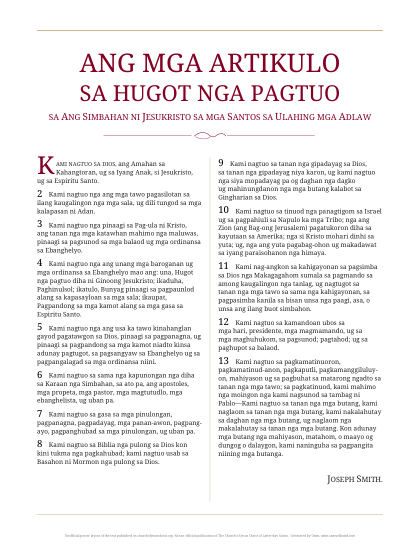 ANG MGA ARTIKULO
SA HUGOT NGA PAGTUO
SA ANG SIMBAHAN NI JESUKRISTO SA MGA SANTOS SA ULAHING MGA ADLAW
KAMI NAGTUO SA DIOS, ang Amahan sa
Kahangtoran, ug sa Iyang Anak, si Jesukristo,
ug sa Espiritu Santo.
2 Kami nagtuo nga ang mga tawo pagasilotan sa
ilang kaugalingon nga mga sala, ug dili tungod sa mga
kalapasan ni Adan.
3 Kami nagtuo nga pinaagi sa Pag-ula ni Kristo,
ang tanan nga mga katawhan mahimo nga maluwas,
pinaagi sa pagsunod sa mga balaod ug mga ordinansa
sa Ebanghelyo.
4 Kami nagtuo nga ang unang mga baroganan ug
mga ordinansa sa Ebanghelyo mao ang: una, Hugot
nga Pagtuo diha ni Ginoong Jesukristo; ikaduha,
Paghinulsol; ikatulo, Bunyag pinaagi sa pagpaunlod
alang sa kapasayloan sa mga sala; ikaupat,
Pagpandong sa mga kamot alang sa mga gasa sa
Espiritu Santo.
5 Kami nagtuo nga ang usa ka tawo kinahanglan
gayod pagatawgon sa Dios, pinaagi sa pagpanagna, ug
pinaagi sa pagpandong sa mga kamot niadto kinsa
adunay pagtugot, sa pagsangyaw sa Ebanghelyo ug sa
pagpangalagad sa mga ordinansa niini.
6 Kami nagtuo sa sama nga kapunongan nga diha
sa Karaan nga Simbahan, sa ato pa, ang apostoles,
mga propeta, mga pastor, mga magtutudlo, mga
ebanghelista, ug uban pa.
7 Kami nagtuo sa gasa sa mga pinulongan,
pagpanagna, pagpadayag, mga panan-awon, pagpang-
ayo, paghanghubad sa mga pinulongan, ug uban pa.
8 Kami nagtuo sa Biblia nga pulong sa Dios kon
kini tukma nga pagkahubad; kami nagtuo usab sa
Basahon ni Mormon nga pulong sa Dios.
9 Kami nagtuo sa tanan nga gipadayag sa Dios,
sa tanan nga gipadayag niya karon, ug kami nagtuo
nga siya mopadayag pa og daghan nga dagko
ug mahinungdanon nga mga butang kalabot sa
Gingharian sa Dios.
10 Kami nagtuo sa tinuod nga panagtigom sa Israel
ug sa pagpahiuli sa Napulo ka mga Tribo; nga ang
Zion (ang Bag-ong Jerusalem) pagatukoron diha sa
kayutaan sa Amerika; nga si Kristo mohari dinhi sa
yuta; ug, nga ang yuta pagabag-ohon ug makadawat
sa iyang paraisohanon nga himaya.
11 Kami nag-angkon sa kahigayonan sa pagsimba
sa Dios nga Makagagahom sumala sa pagmando sa
among kaugalingon nga tanlag, ug nagtugot sa
tanan nga mga tawo sa sama nga kahigayonan, sa
pagpasimba kanila sa bisan unsa nga paagi, asa, o
unsa ang ilang buot simbahon.
12 Kami nagtuo sa kamandoan ubos sa
mga hari, presidente, mga magmamando, ug sa
mga maghuhukom, sa pagsunod; pagtahod; ug sa
paghupot sa balaod.
13 Kami nagtuo sa pagkamatinuoron,
pagkamatinud-anon, pagkaputli, pagkamanggiluluy-
on, mahiyason ug sa pagbuhat sa matarong ngadto sa
tanan nga mga tawo; sa pagkatinuod, kami mahimo
nga moingon nga kami nagsunod sa tambag ni
Pablo—Kami nagtuo sa tanan nga mga butang, kami
naglaom sa tanan nga mga butang, kami nakalahutay
sa daghan nga mga butang, ug naglaom nga
makalahutay sa tanan nga mga butang. Kon adunay
mga butang nga mahiyason, matahom, o maayo og
dungog o dalaygon, kami naninguha sa pagpangita
niining mga butanga.
JOSEPH SMITH.